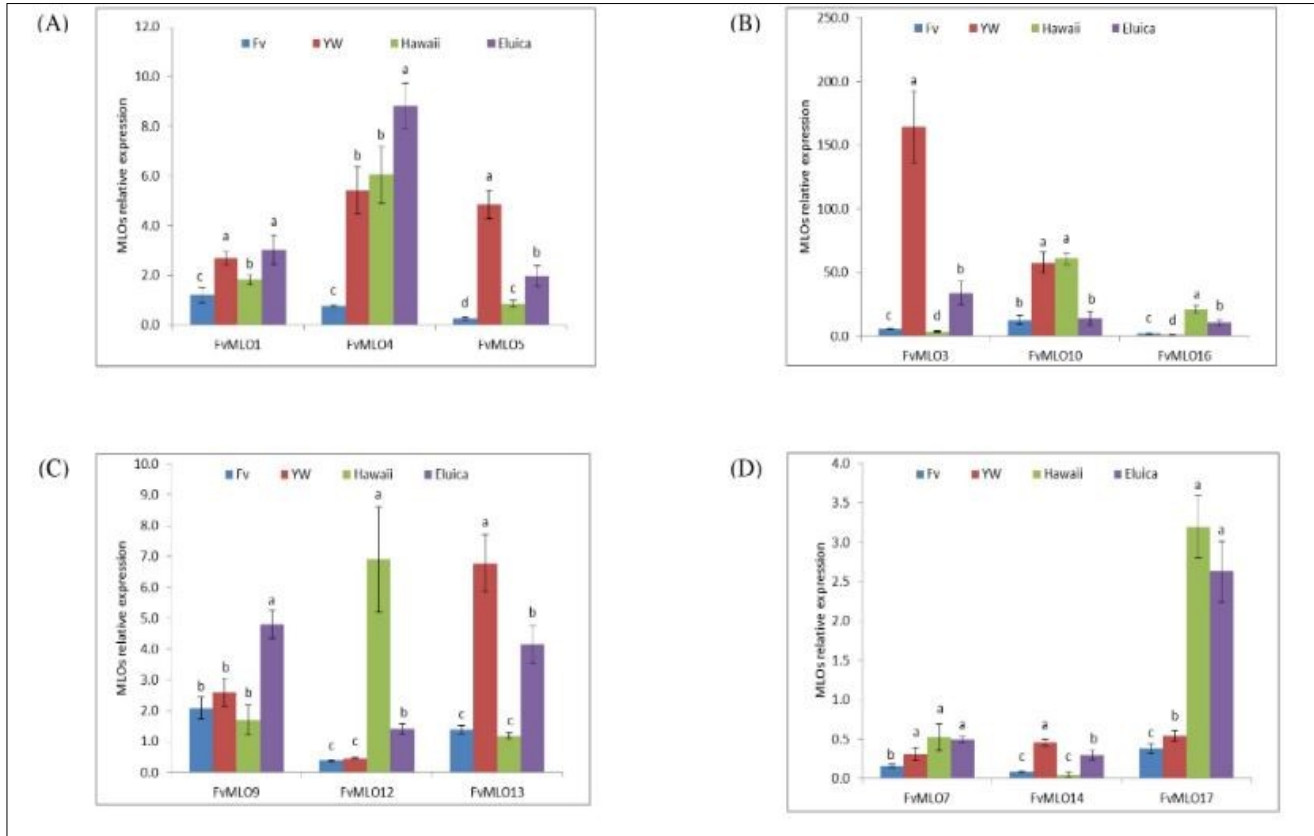 (A)
12.0
Fv YW Hawaii Eluica
a
10.0
MLOs relative expression
8.0
b b
6.0
a
4.0
a a
b
2.0
c b c
c d
0.0
FvMLO1 FvMLO4 FvMLO5
(B)
250.0
Fv YW Hawaii Eluica
200.0
a
MLOs relative expression
150.0
100.0
a a
50.0
b
a
c d b b c d b
0.0
FvMLO3 FvMLO10 FvMLO16
(C)
10.0
Fv YW Hawaii Eluica
9.0
a
8.0
a
7.0
MLOs relative expression
6.0
a
5.0
b
4.0
b
3.0
b b
2.0
b
c c
1.0
c c
0.0
FvMLO9 FvMLO12 FvMLO13
(D)
4.0
Fv YW Hawaii Eluica
a
3.5
a
3.0
MLOs relative expression
2.5
2.0
1.5
1.0
a a
a a b
0.5
b c c b c
0.0
FvMLO7 FvMLO14 FvMLO17